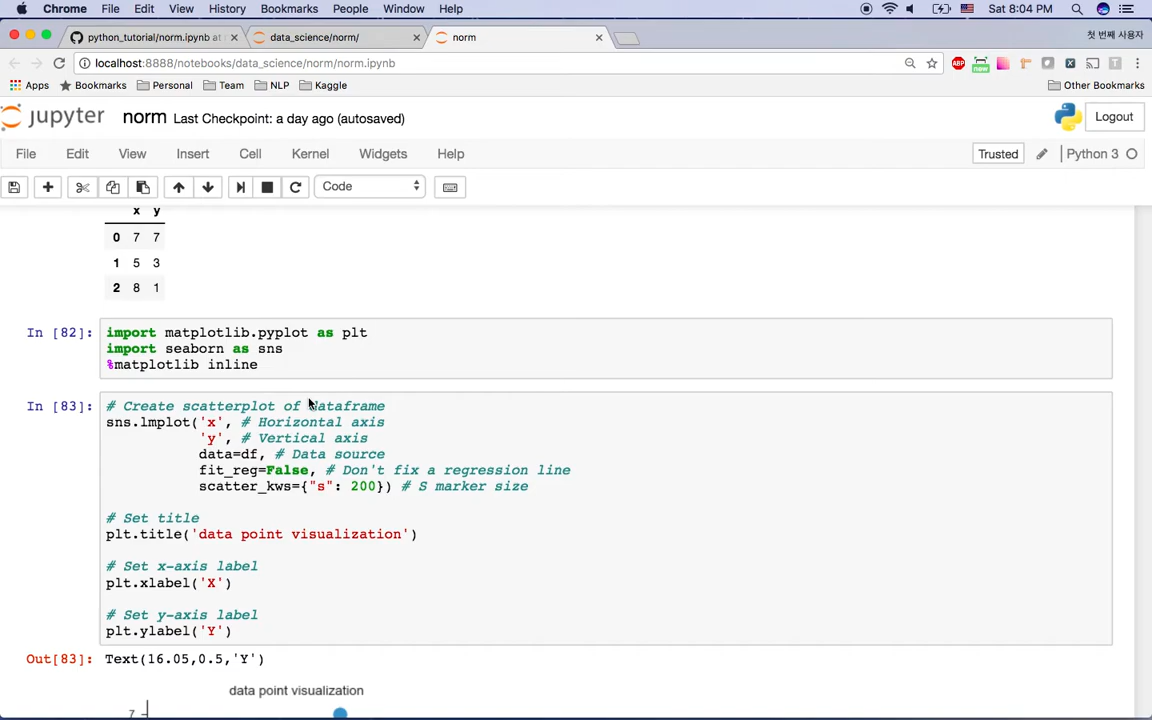 Chrome File Edit View History Bookmarks People Window Help Sat 8:04 PM
python_tutorial/norm.ipynb at data_science/norm/ norm 첫 번째 사용자
localhost:8888/notebooks/data_science/norm/norm.ipynb ABP new T
Apps Bookmarks Personal Team NLP Kaggle Other Bookmarks
jupyter norm Last Checkpoint: a day ago (autosaved) Logout
File Edit View Insert Cell Kernel Widgets Help Trusted Python 3
Code
x y
0 7 7
1 5 3
2 8 1
In [82]: import matplotlib.pyplot as plt
import seaborn as sns
%matplotlib inline
In [83]: # Create scatterplot of dataframe
sns.lmplot('x', # Horizontal axis
'y', # Vertical axis
data=df, # Data source
fit_reg=False, # Don't fix a regression line
scatter_kws={"s": 200}) # S marker size
# Set title
plt.title('data point visualization')
# Set x-axis label
plt.xlabel('X')
# Set y-axis label
plt.ylabel('Y')
Out[83]: Text(16.05,0.5,'Y')
data point visualization
7